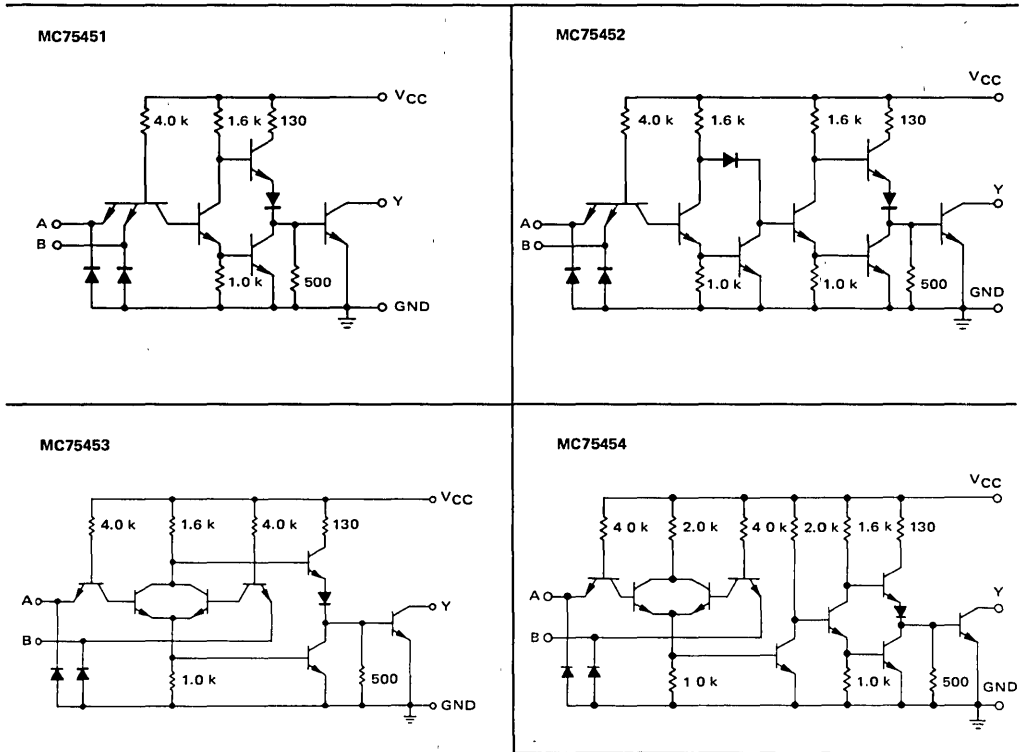 MC75451
VCC
4.0 k
1.6 k
130
A
Y
B
1.0 k
500
GND
MC75452
VCC
4.0 k
1.6 k
1.6 k
130
Y
A
B
1.0 k
1.0 k
500
GND
MC75453
VCC
4.0 k
1.6 k
4.0 k
130
A
Y
B
1.0 k
500
GND
MC75454
VCC
4 0 k
2.0 k
4 0 k
2.0 k
1.6 k
130
A
Y
B
1 0 k
1.0 k
500
GND